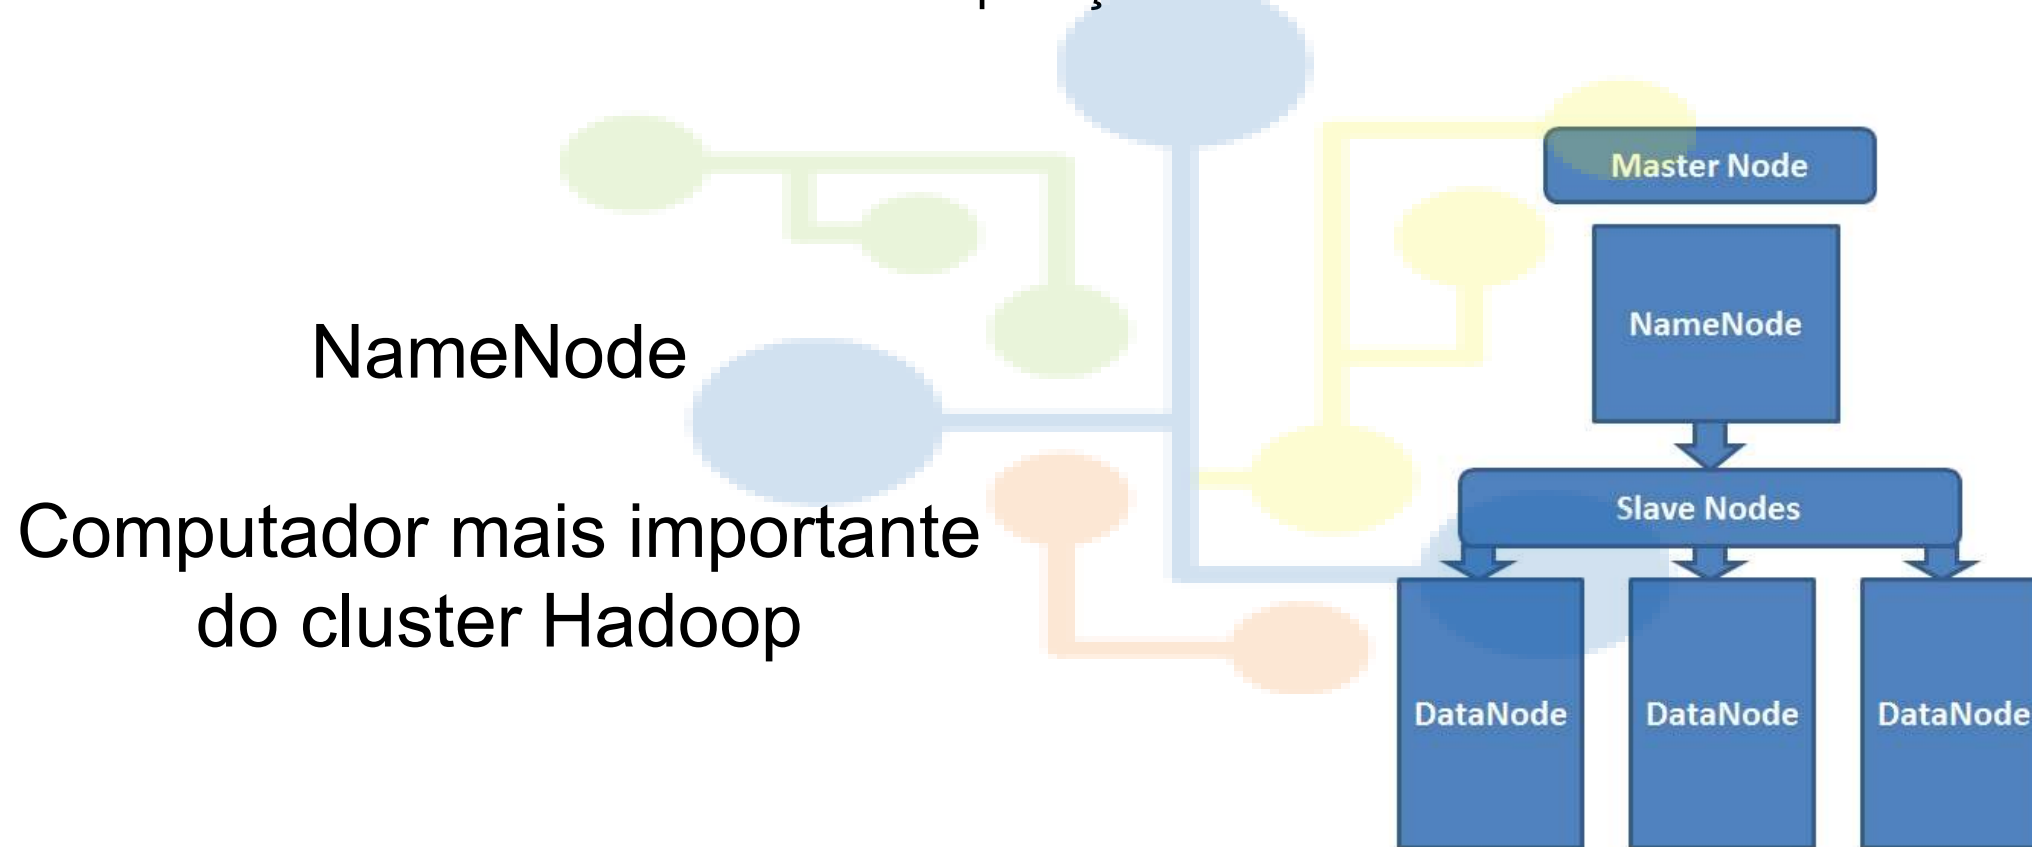 NameNode
Computador mais importante
do cluster Hadoop
Master Node
NameNode
Slave Nodes
DataNode DataNode DataNode